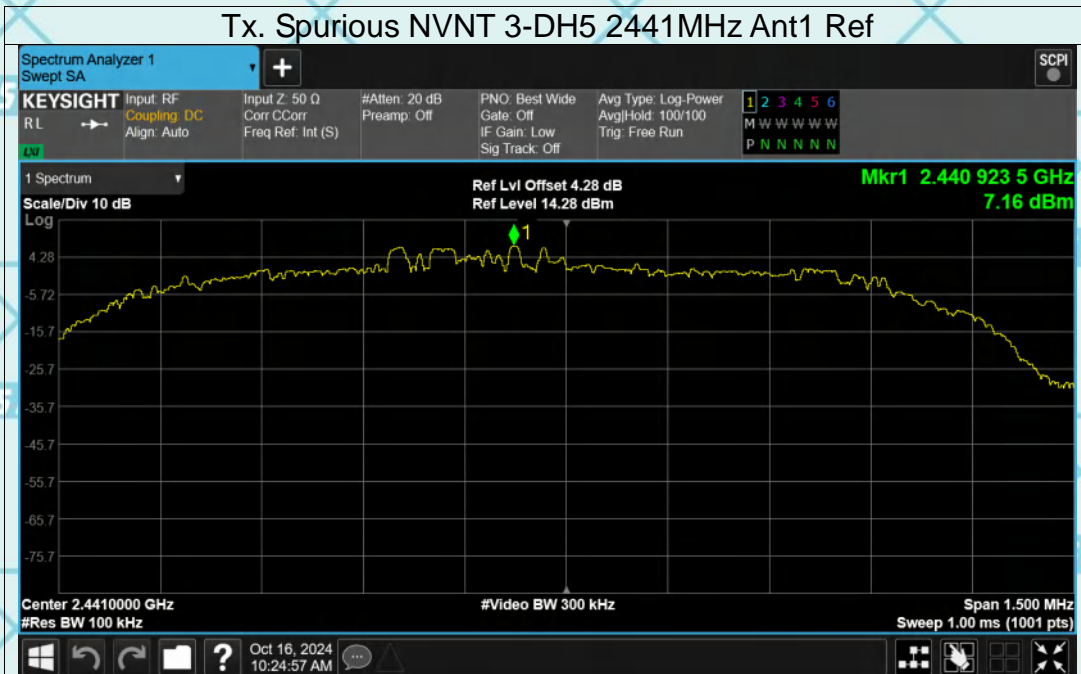 Tx. Spurious NVNT 3-DH5 2441MHz Ant1 Ref
Spectrum Analyzer 1
Swept SA
+
SCPI
KEYSIGHT Input: RF Input Z: 50 Ω #Atten: 20 dB PNO: Best Wide Avg Type: Log-Power 1 2 3 4 5 6
RL Coupling: DC Corr CCorr Preamp: Off Gate: Off Avg|Hold: 100/100 M W W W W W
Align: Auto Freq Ref: Int (S) IF Gain: Low Trig: Free Run P N N N N N
LXI Sig Track: Off
1 Spectrum Ref Lvl Offset 4.28 dB Mkr1 2.440 923 5 GHz
Scale/Div 10 dB Ref Level 14.28 dBm 7.16 dBm
Log
1
4.28
-5.72
-15.7
-25.7
-35.7
-45.7
-55.7
-65.7
-75.7
Center 2.4410000 GHz #Video BW 300 kHz Span 1.500 MHz
#Res BW 100 kHz Sweep 1.00 ms (1001 pts)
? Oct 16, 2024
10:24:57 AM